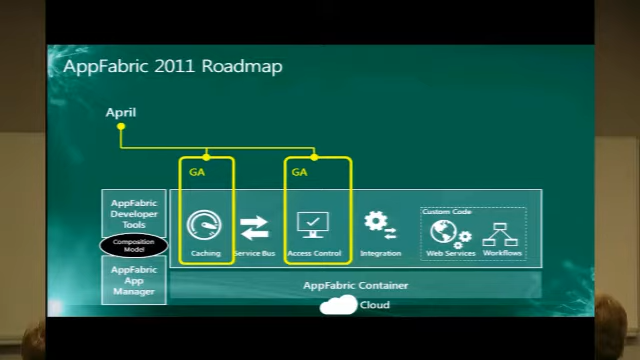 AppFabric 2011 Roadmap
April
GA
GA
AppFabric
Developer
Tools
Composition
Model
AppFabric
App
Manager
Caching
Service Bus
Access Control
Integration
Custom Code
Web Services
Workflows
AppFabric Container
Cloud